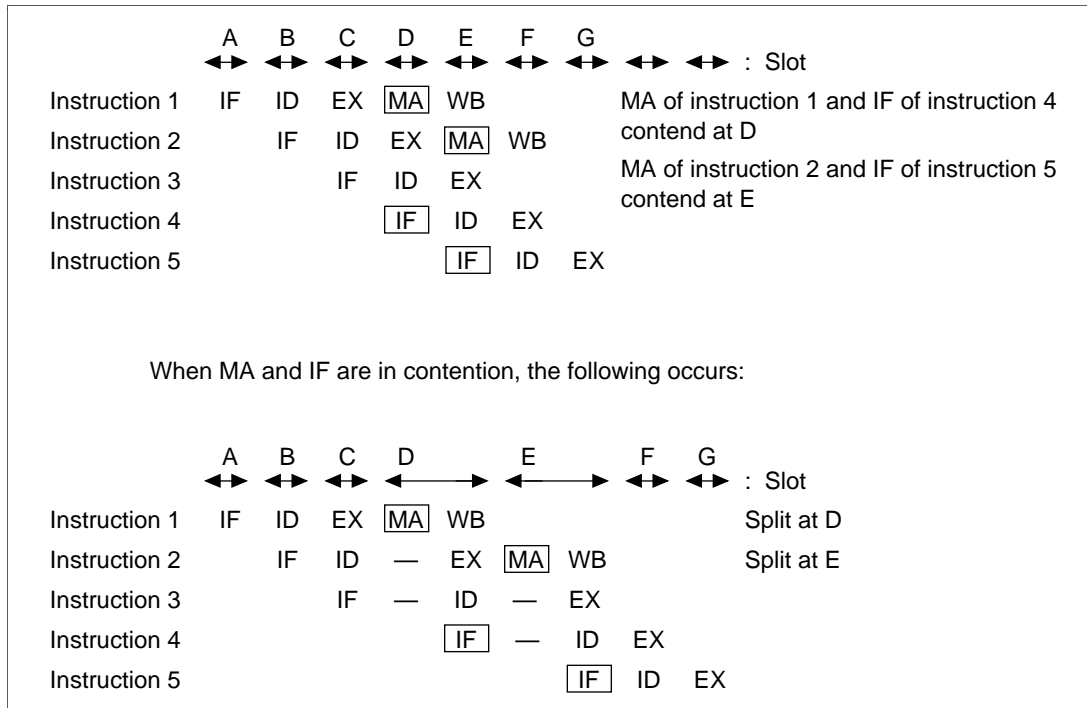 A B C D E F G
: Slot
Instruction 1 IF ID EX MA WB
MA of instruction 1 and IF of instruction 4
contend at D
Instruction 2 IF ID EX MA WB
MA of instruction 2 and IF of instruction 5
contend at E
Instruction 3 IF ID EX
Instruction 4 IF ID EX
Instruction 5 IF ID EX
When MA and IF are in contention, the following occurs:
A B C D E F G
: Slot
Instruction 1 IF ID EX MA WB Split at D
Instruction 2 IF ID — EX MA WB Split at E
Instruction 3 IF — ID — EX
Instruction 4 IF — ID EX
Instruction 5 IF ID EX